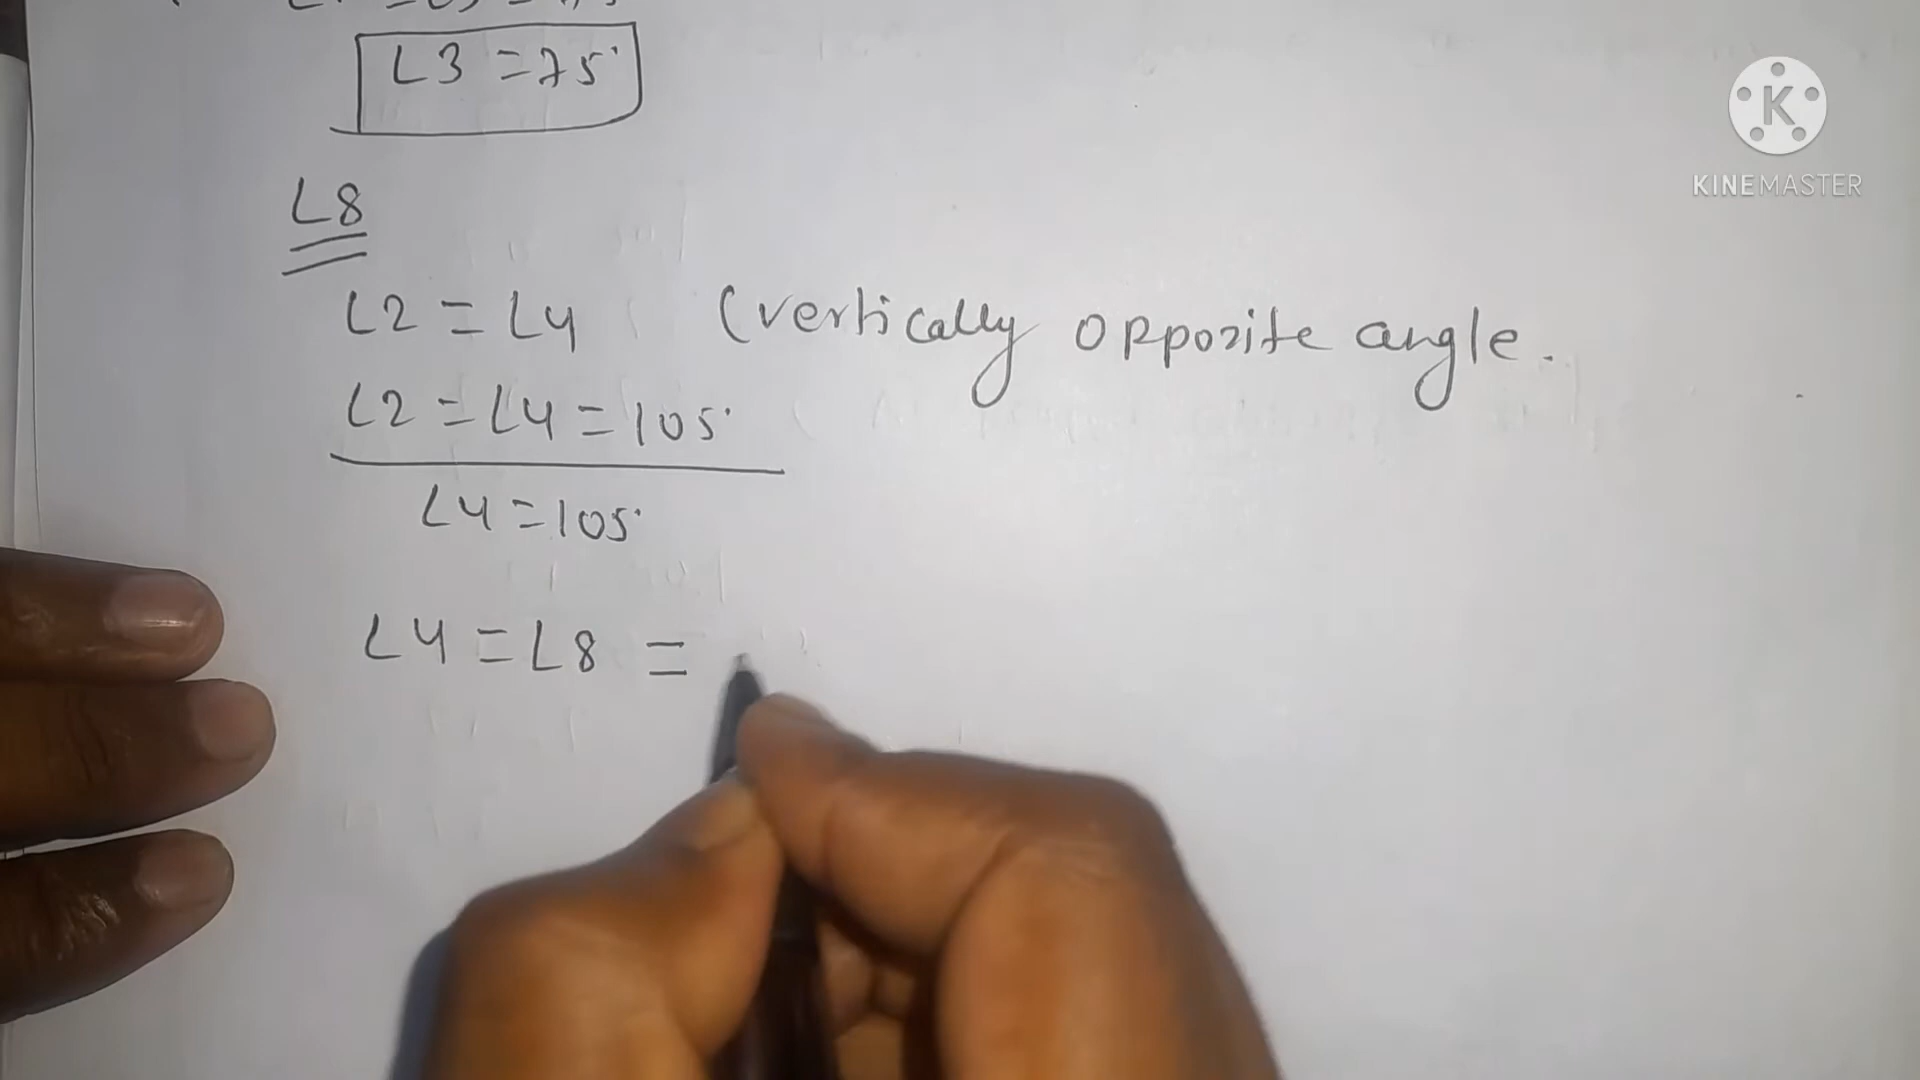 ∠3 = 75°
K
KINEMASTER
∠8
∠2 = ∠4 (vertically opposite angle.
∠2 = ∠4 = 105°
∠4 = 105°
∠4 = ∠8 =